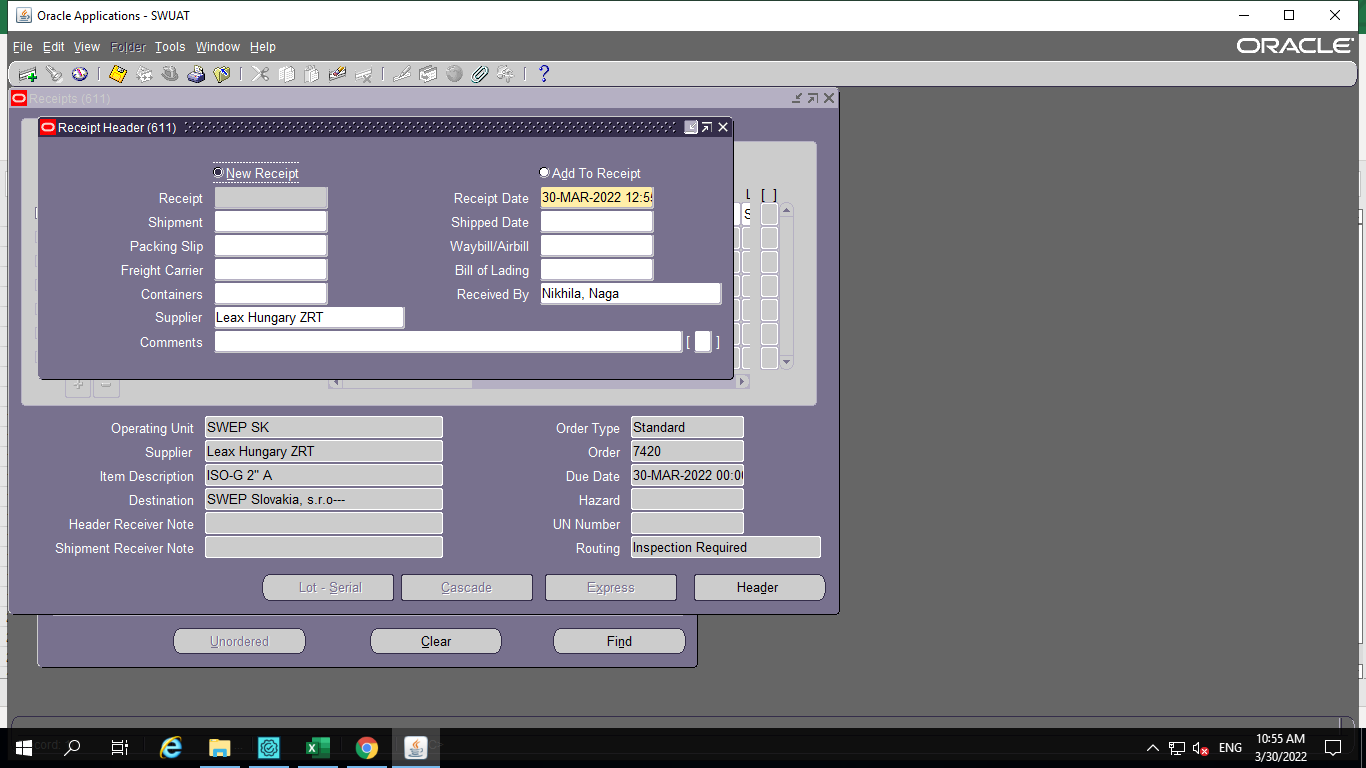 Oracle Applications - SWUAT
File Edit View Folder Tools Window Help
ORACLE
Receipts (611)
Receipt Header (611)
New Receipt Add To Receipt
Receipt Receipt Date 30-MAR-2022 12:55
Shipment Shipped Date
Packing Slip Waybill/Airbill
Freight Carrier Bill of Lading
Containers Received By Nikhila, Naga
Supplier Leax Hungary ZRT
Comments [ ]
L [ ]
S
Operating Unit SWEP SK Order Type Standard
Supplier Leax Hungary ZRT Order 7420
Item Description ISO-G 2" A Due Date 30-MAR-2022 00:0
Destination SWEP Slovakia, s.r.o--- Hazard
Header Receiver Note UN Number
Shipment Receiver Note Routing Inspection Required
Lot - Serial Cascade Express Header
Unordered Clear Find
ENG
10:55 AM
3/30/2022